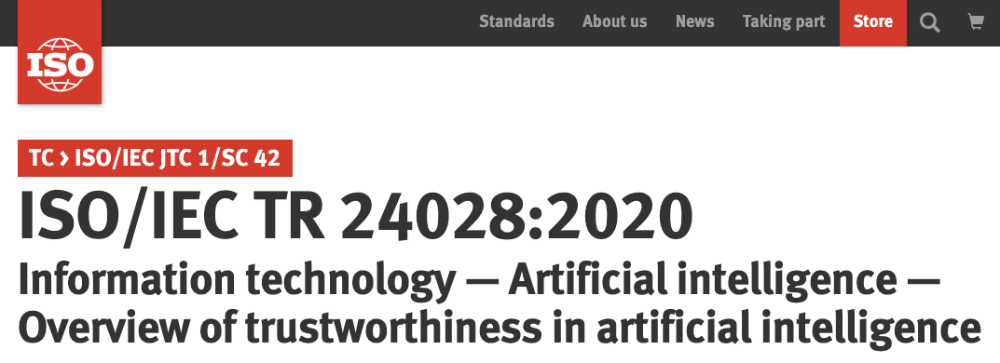 Standards About us News Taking part Store
ISO
TC > ISO/IEC JTC 1/SC 42
ISO/IEC TR 24028:2020
Information technology — Artificial intelligence —
Overview of trustworthiness in artificial intelligence